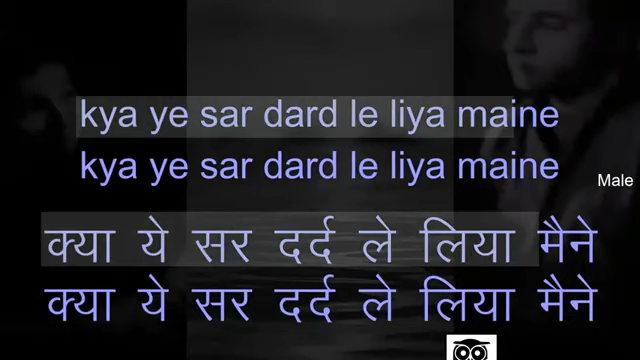 kya ye sar dard le liya maine
kya ye sar dard le liya maine
Male
क्या ये सर दर्द ले लिया मैने
क्या ये सर दर्द ले लिया मैने